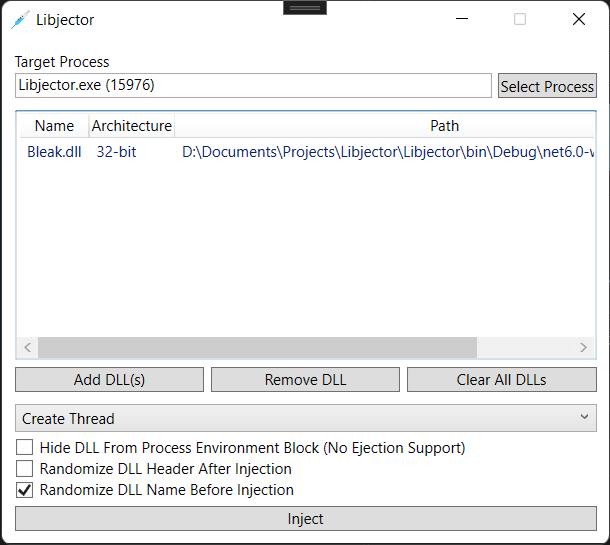 Libjector
Target Process
Libjector.exe (15976)
Select Process
Name Architecture Path
Bleak.dll 32-bit D:\Documents\Projects\Libjector\Libjector\bin\Debug\net6.0-w
Add DLL(s) Remove DLL Clear All DLLs
Create Thread
Hide DLL From Process Environment Block (No Ejection Support)
Randomize DLL Header After Injection
Randomize DLL Name Before Injection
Inject